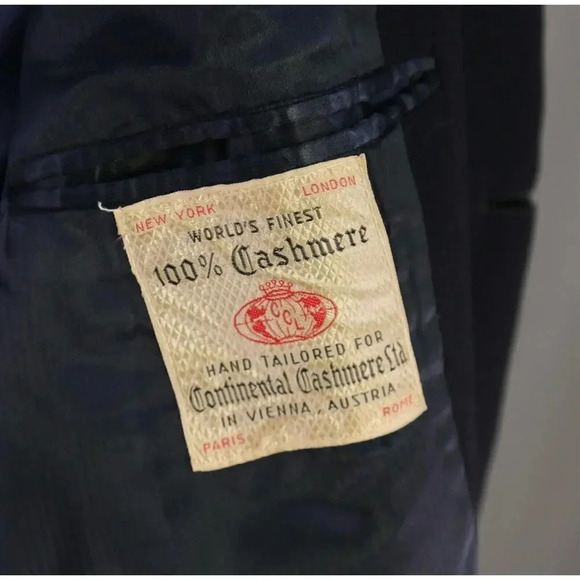 NEW YORK LONDON
WORLD'S FINEST
100% Cashmere
CCL
HAND TAILORED FOR
Continental Cashmere Ltd
IN VIENNA, AUSTRIA
PARIS ROME